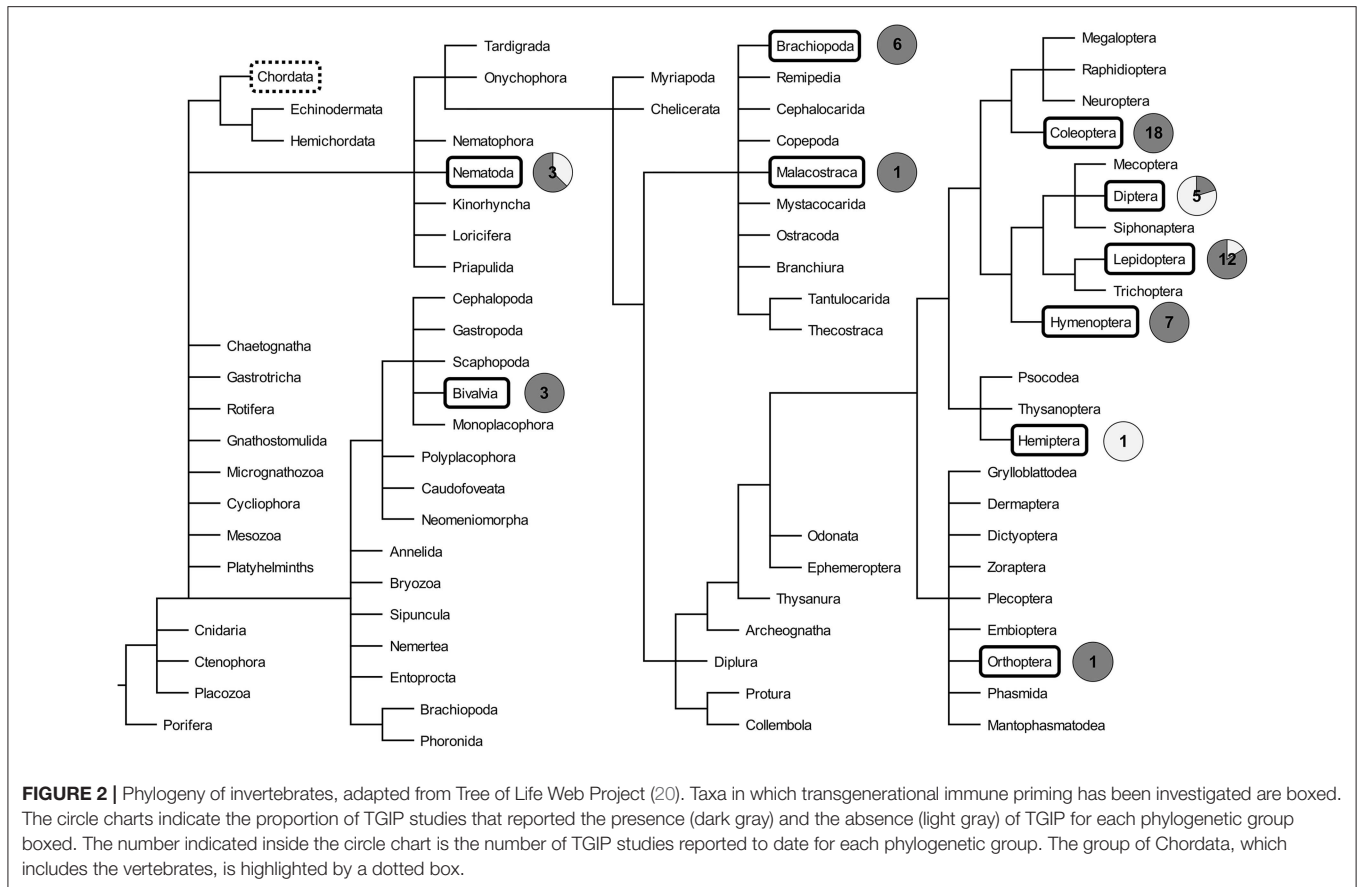 Chordata
Echinodermata
Hemichordata
Chaetognatha
Gastrotricha
Rotifera
Gnathostomulida
Micrognathozoa
Cycliophora
Mesozoa
Platyhelminths
Cnidaria
Ctenophora
Placozoa
Porifera
Tardigrada
Onychophora
Nematophora
Nematoda 3
Kinorhyncha
Loricifera
Priapulida
Cephalopoda
Gastropoda
Scaphopoda
Bivalvia 3
Monoplacophora
Polyplacophora
Caudofoveata
Neomeniomorpha
Annelida
Bryozoa
Sipuncula
Nemertea
Entoprocta
Brachiopoda
Phoronida
Myriapoda
Chelicerata
Brachiopoda 6
Remipedia
Cephalocarida
Copepoda
Malacostraca 1
Mystacocarida
Ostracoda
Branchiura
Tantulocarida
Thecostraca
Odonata
Ephemeroptera
Thysanura
Archeognatha
Diplura
Protura
Collembola
Megaloptera
Raphidioptera
Neuroptera
Coleoptera 18
Mecoptera
Diptera 5
Siphonaptera
Lepidoptera 12
Trichoptera
Hymenoptera 7
Psocodea
Thysanoptera
Hemiptera 1
Grylloblattodea
Dermaptera
Dictyoptera
Zoraptera
Plecoptera
Embioptera
Orthoptera 1
Phasmida
Mantophasmatodea
FIGURE 2 | Phylogeny of invertebrates, adapted from Tree of Life Web Project (20). Taxa in which transgenerational immune priming has been investigated are boxed.
The circle charts indicate the proportion of TGIP studies that reported the presence (dark gray) and the absence (light gray) of TGIP for each phylogenetic group
boxed. The number indicated inside the circle chart is the number of TGIP studies reported to date for each phylogenetic group. The group of Chordata, which
includes the vertebrates, is highlighted by a dotted box.